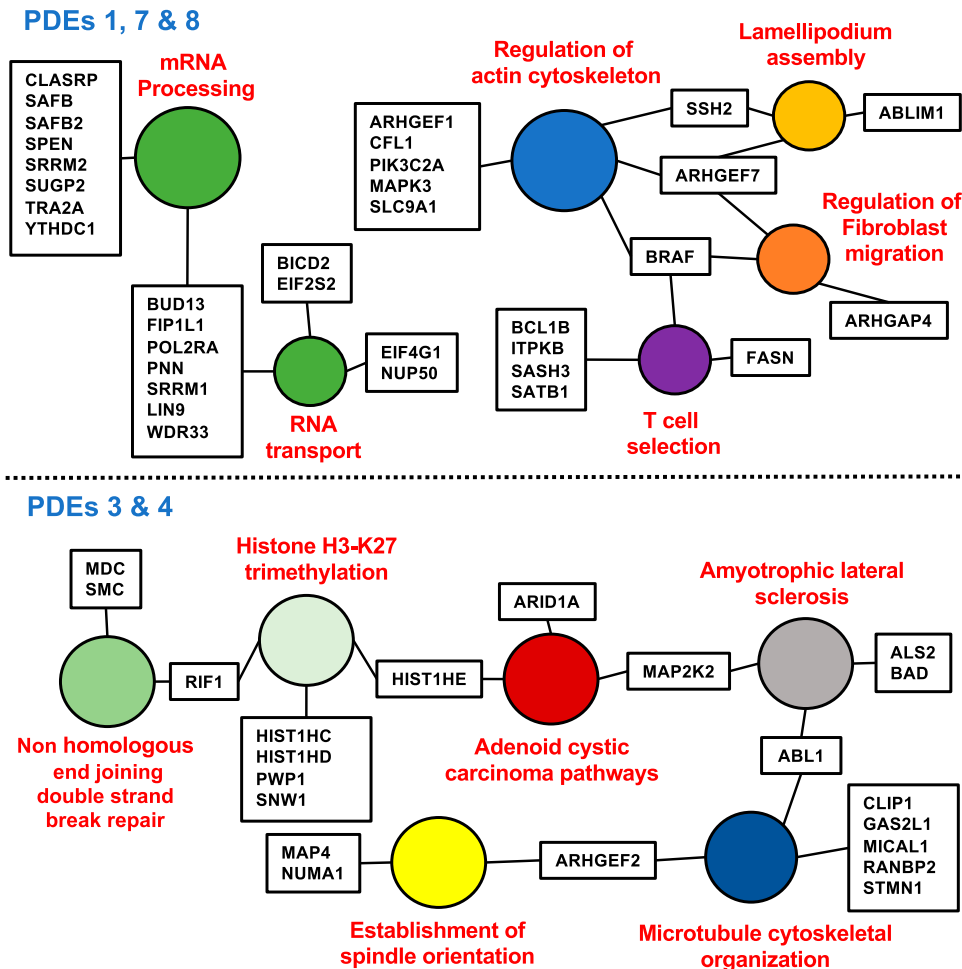 PDEs 1, 7 & 8
mRNA
Processing
CLASRP
SAFB
SAFB2
SPEN
SRRM2
SUGP2
TRA2A
YTHDC1
BUD13
FIP1L1
POL2RA
PNN
SRRM1
LIN9
WDR33
BICD2
EIF2S2
EIF4G1
NUP50
RNA
transport
Regulation of
actin cytoskeleton
ARHGEF1
CFL1
PIK3C2A
MAPK3
SLC9A1
Lamellipodium
assembly
SSH2
ABLIM1
ARHGEF7
Regulation of
Fibroblast
migration
BRAF
ARHGAP4
BCL1B
ITPKB
SASH3
SATB1
FASN
T cell
selection
PDEs 3 & 4
MDC
SMC
RIF1
Non homologous
end joining
double strand
break repair
Histone H3-K27
trimethylation
HIST1HC
HIST1HD
PWP1
SNW1
HIST1HE
ARID1A
Adenoid cystic
carcinoma pathways
MAP2K2
Amyotrophic lateral
sclerosis
ALS2
BAD
ABL1
CLIP1
GAS2L1
MICAL1
RANBP2
STMN1
MAP4
NUMA1
ARHGEF2
Establishment of
spindle orientation
Microtubule cytoskeletal
organization